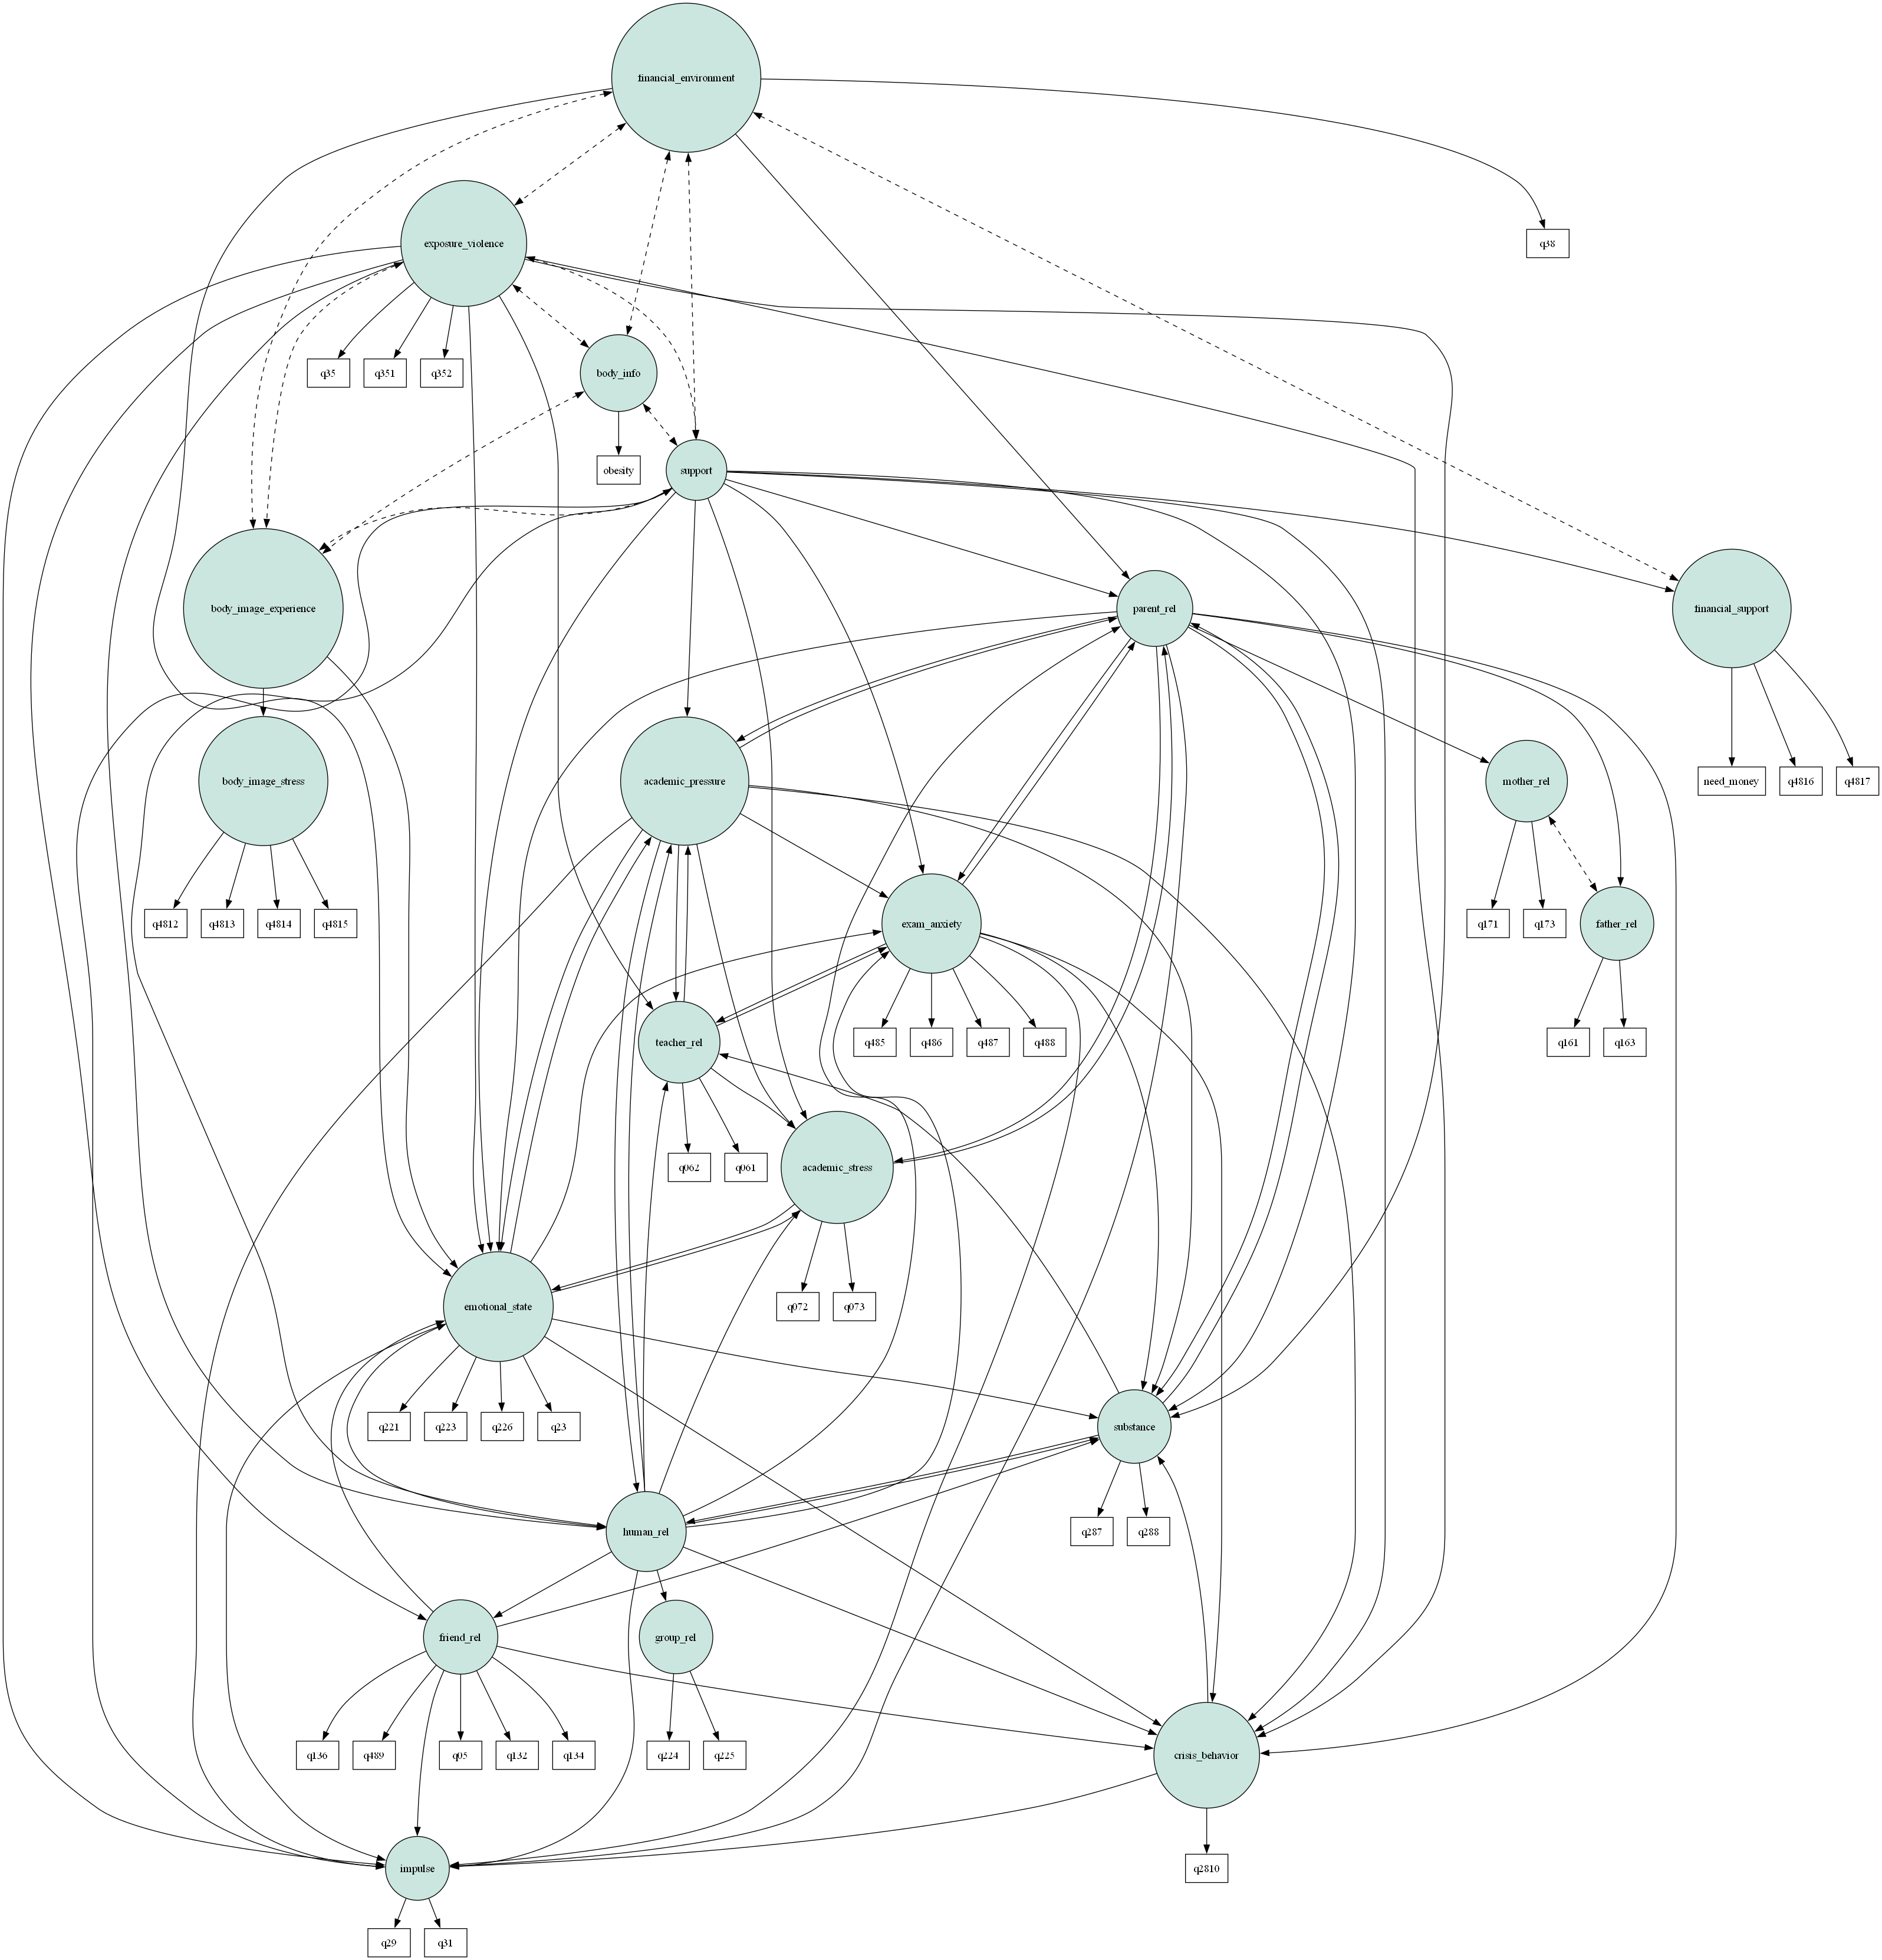 financial_environment
exposure_violence
q38
q35
q351
q352
body_info
obesity
support
body_image_experience
parent_rel
financial_support
body_image_stress
academic_pressure
mother_rel
need_money
q4816
q4817
q4812
q4813
q4814
q4815
exam_anxiety
q171
q173
father_rel
teacher_rel
q485
q486
q487
q488
q161
q163
q062
q061
academic_stress
emotional_state
q072
q073
q221
q223
q226
q23
substance
human_rel
q287
q288
friend_rel
group_rel
q136
q489
q05
q132
q134
q224
q225
crisis_behavior
impulse
q2810
q29
q31